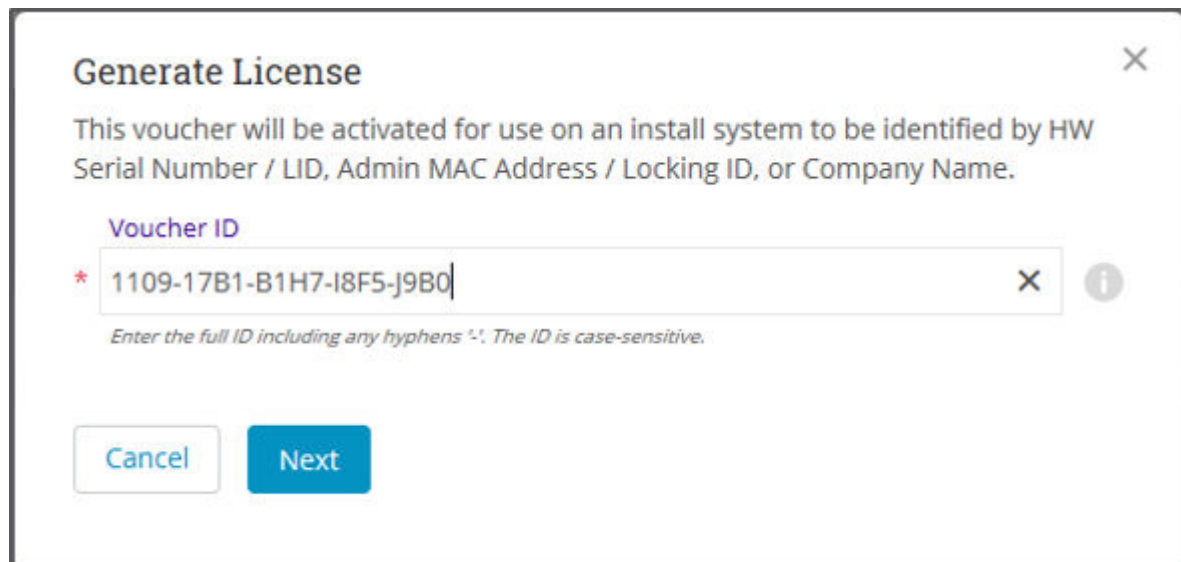 Generate License
This voucher will be activated for use on an install system to be identified by HW
Serial Number / LID, Admin MAC Address / Locking ID, or Company Name.
Voucher ID
* 1109-17B1-B1H7-I8F5-J9B0
Enter the full ID including any hyphens '-'. The ID is case-sensitive.
Cancel Next